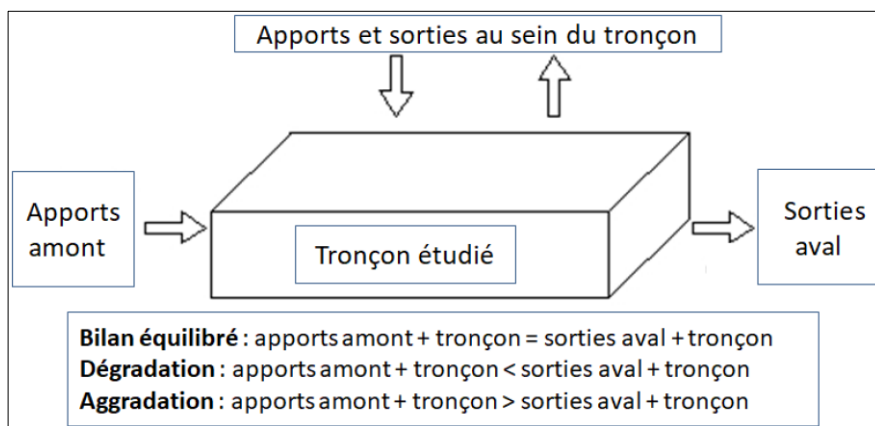 Apports et sorties au sein du tronçon
Apports
amont
Tronçon étudié
Sorties
aval
Bilan équilibré : apports amont + tronçon = sorties aval + tronçon
Dégradation : apports amont + tronçon < sorties aval + tronçon
Aggradation : apports amont + tronçon > sorties aval + tronçon